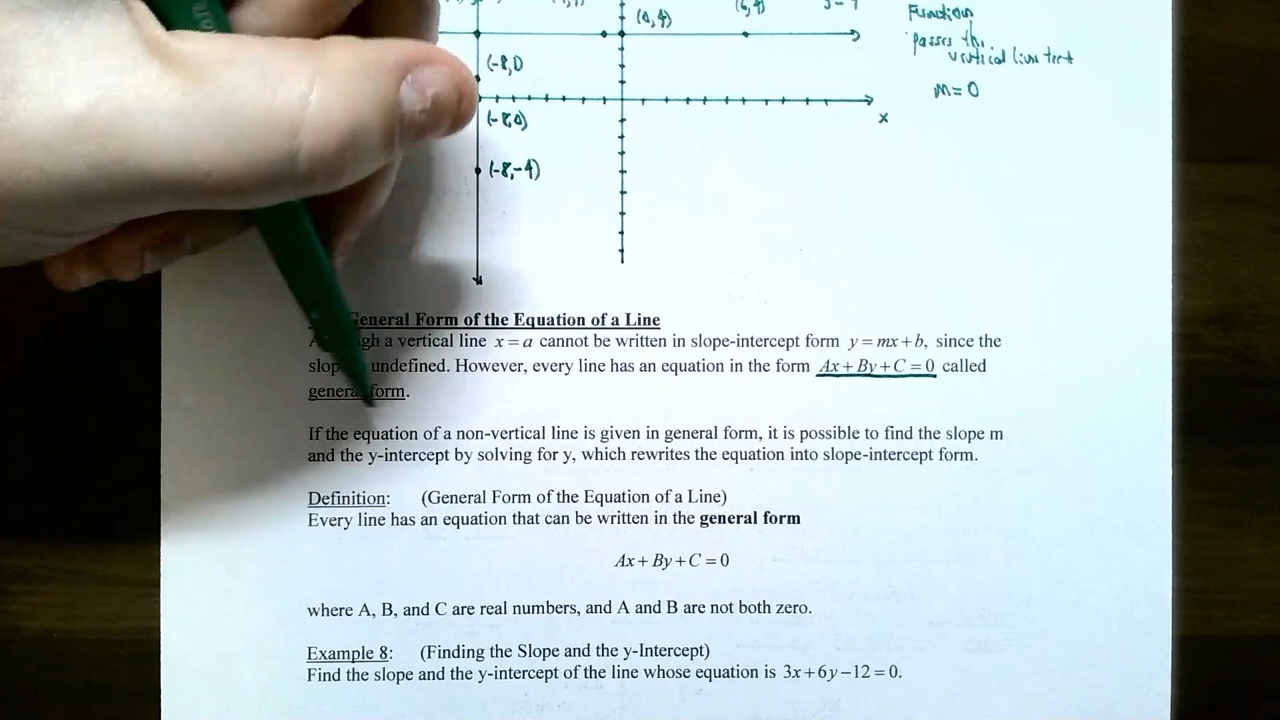 (0, 4)
Function
passes the
vertical line test
m=0
(-8,0)
x
(-8,-4)
General Form of the Equation of a Line
a vertical line x = a cannot be written in slope-intercept form y = mx + b, since the
undefined. However, every line has an equation in the form Ax + By + C = 0 called
general form.
If the equation of a non-vertical line is given in general form, it is possible to find the slope m
and the y-intercept by solving for y, which rewrites the equation into slope-intercept form.
Definition: (General Form of the Equation of a Line)
Every line has an equation that can be written in the general form
Ax + By + C = 0
where A, B, and C are real numbers, and A and B are not both zero.
Example 8: (Finding the Slope and the y-Intercept)
Find the slope and the y-intercept of the line whose equation is 3x + 6y − 12 = 0.